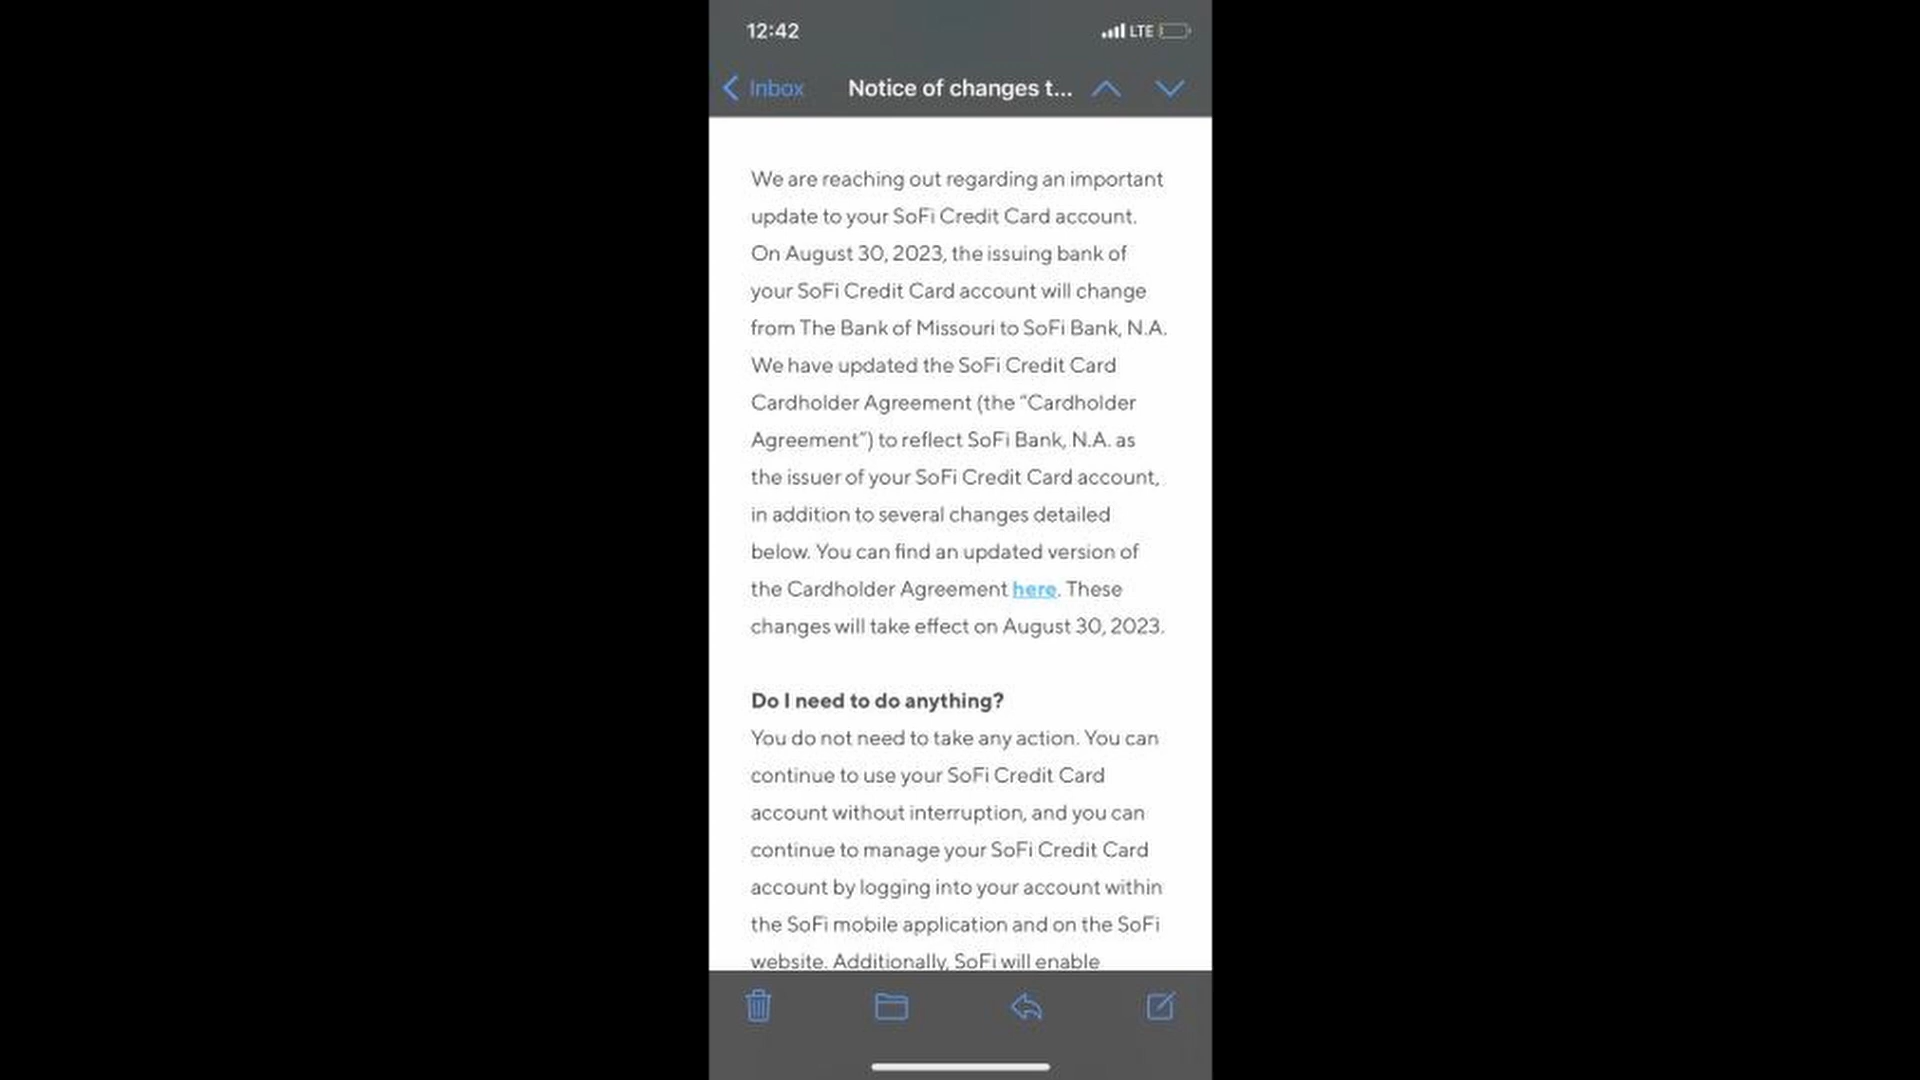 12:42
LTE
Inbox
Notice of changes t...
We are reaching out regarding an important
update to your SoFi Credit Card account.
On August 30, 2023, the issuing bank of
your SoFi Credit Card account will change
from The Bank of Missouri to SoFi Bank, N.A.
We have updated the SoFi Credit Card
Cardholder Agreement (the “Cardholder
Agreement”) to reflect SoFi Bank, N.A. as
the issuer of your SoFi Credit Card account,
in addition to several changes detailed
below. You can find an updated version of
the Cardholder Agreement here. These
changes will take effect on August 30, 2023.
Do I need to do anything?
You do not need to take any action. You can
continue to use your SoFi Credit Card
account without interruption, and you can
continue to manage your SoFi Credit Card
account by logging into your account within
the SoFi mobile application and on the SoFi
website. Additionally, SoFi will enable